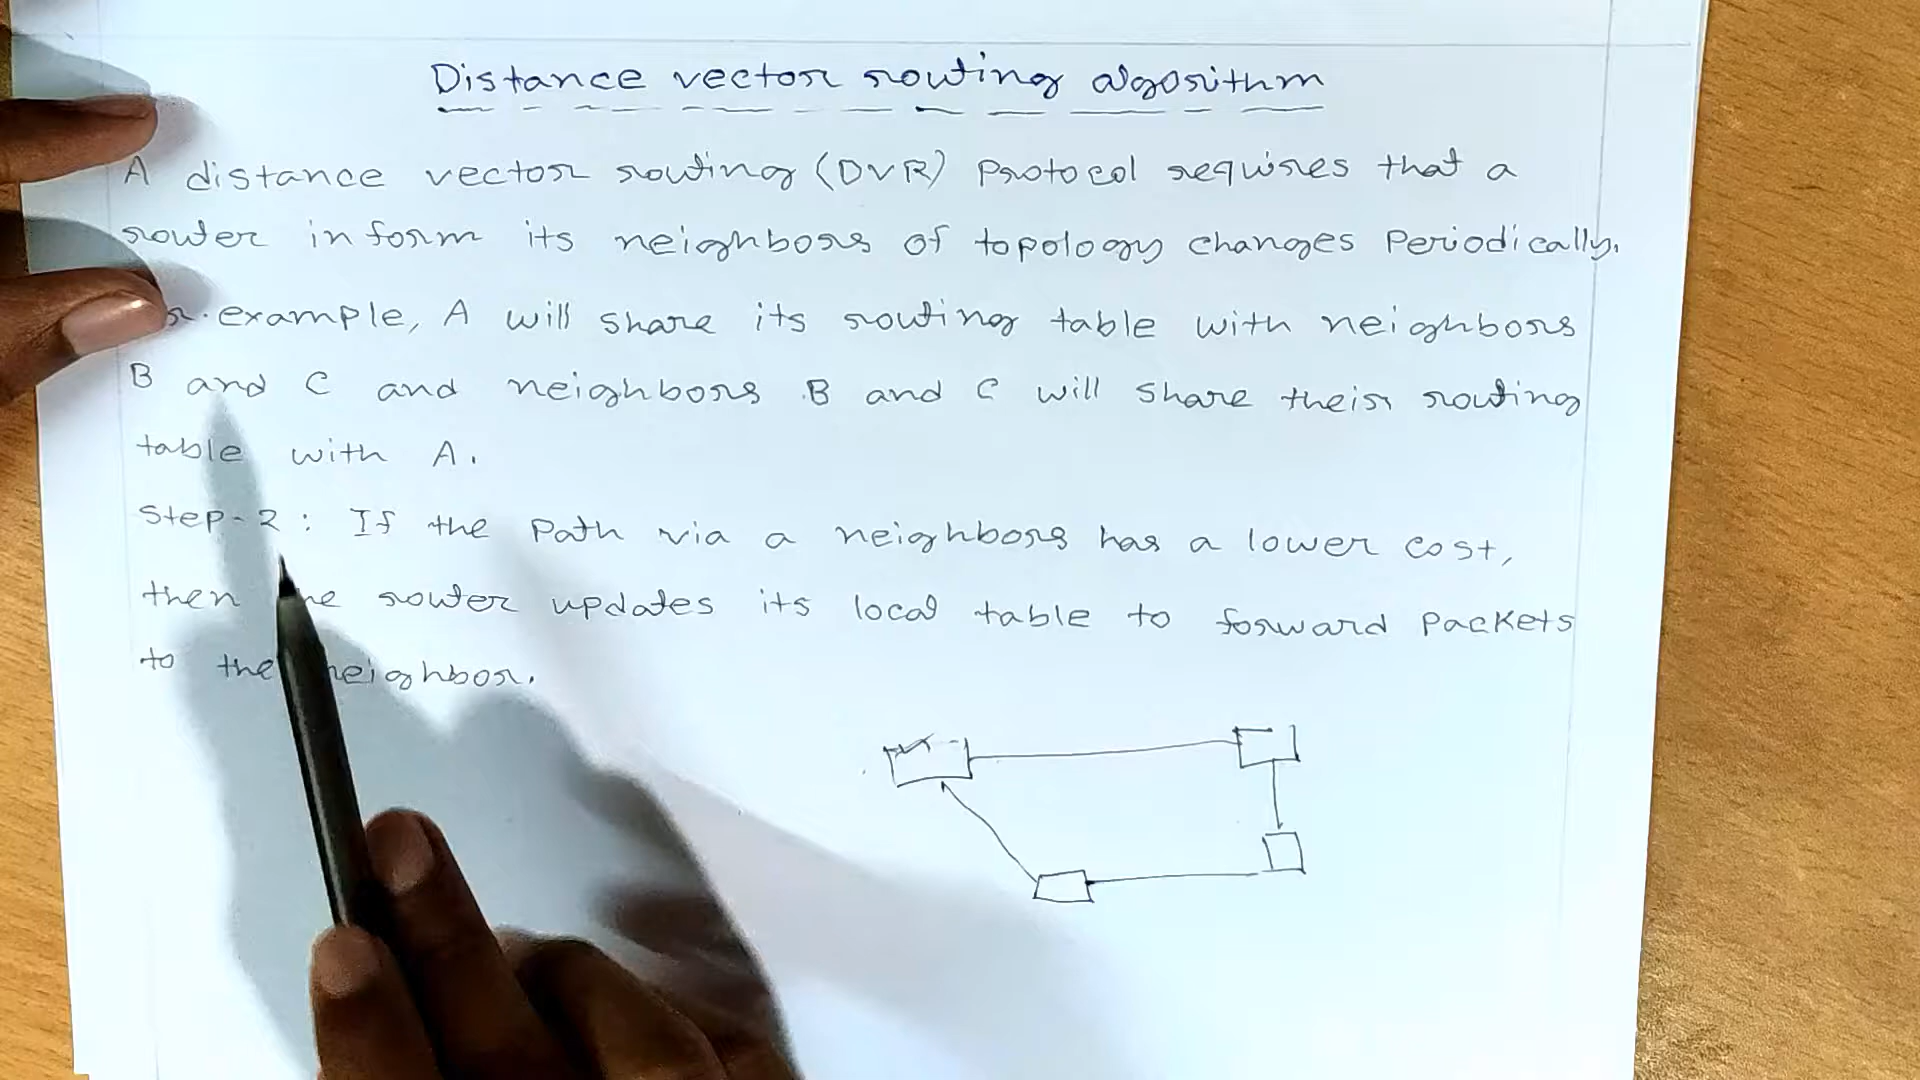 Distance vector routing algorithm
A distance vector routing (DVR) Protocol requires that a
router inform its neighbors of topology changes Periodically.
example, A will share its routing table with neighbors
B and C and neighbors B and C will share their routing
table with A.
Step-2: If the Path via a neighbors has a lower cost,
then router updates its local table to forward Packets
to the neighbor.